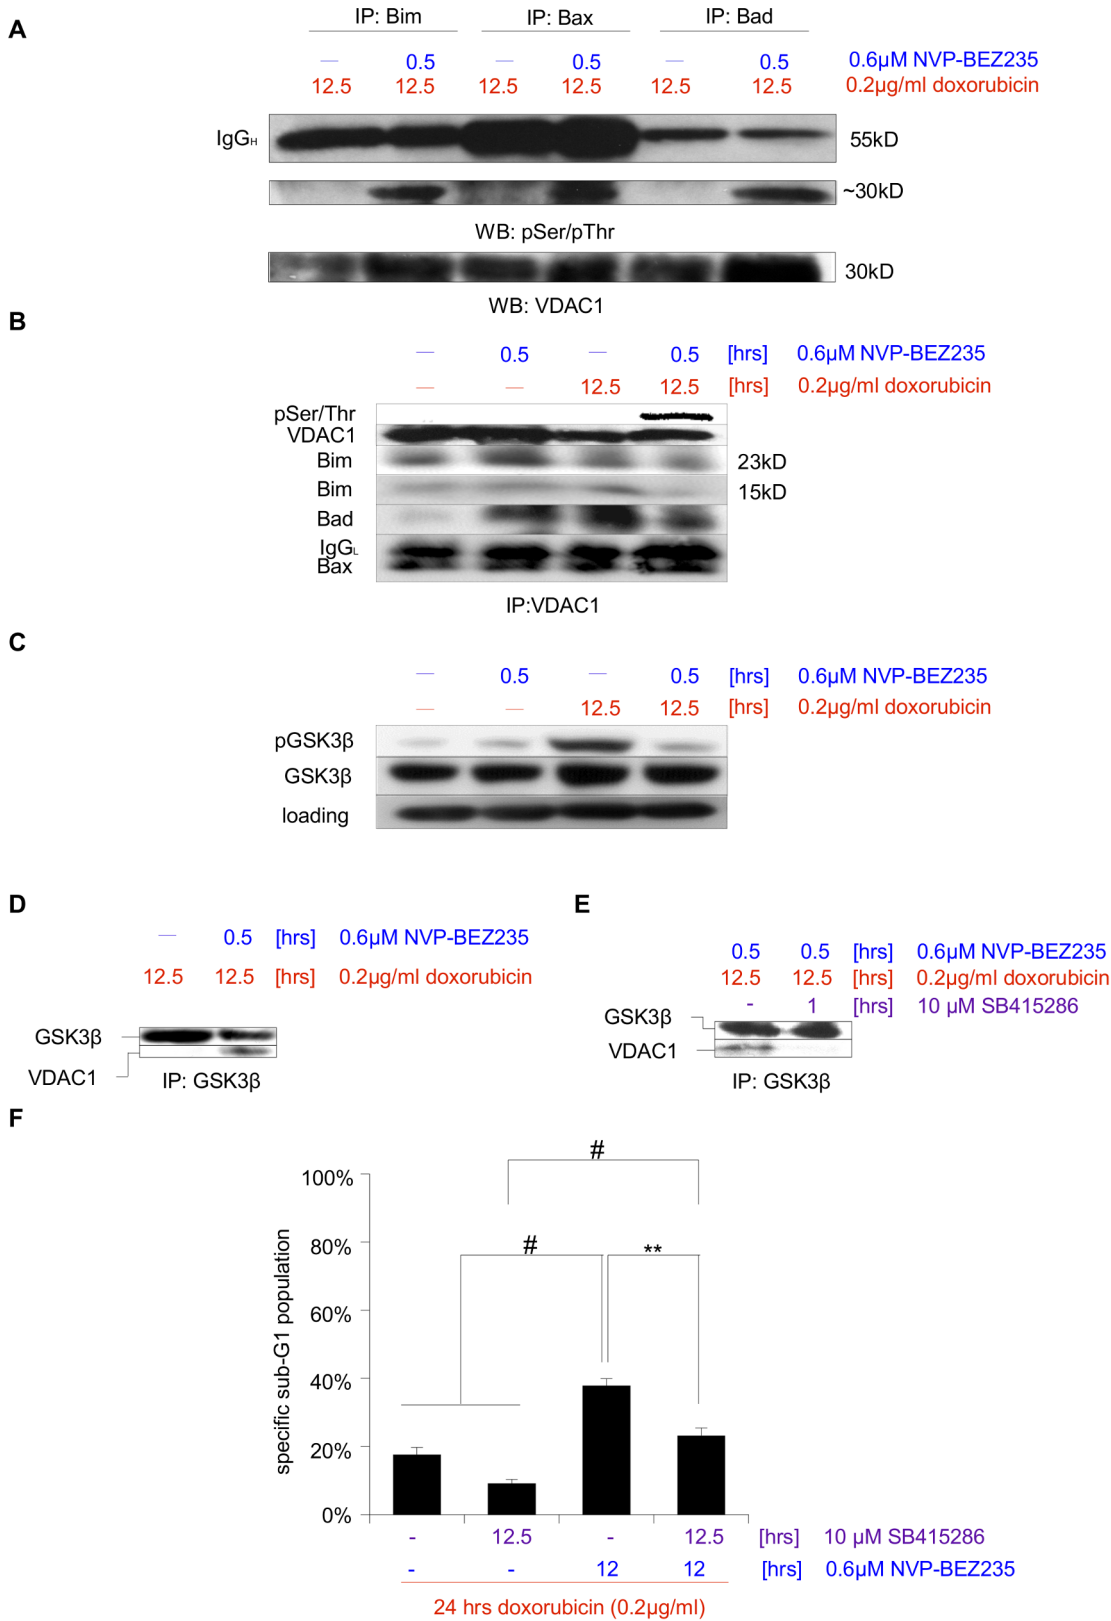 A
IP: Bim IP: Bax IP: Bad
— 0.5 — 0.5 — 0.5 0.6µM NVP-BEZ235
12.5 12.5 12.5 12.5 12.5 12.5 0.2µg/ml doxorubicin
IgGH 55kD
~30kD
WB: pSer/pThr
30kD
WB: VDAC1
B
— 0.5 — 0.5 [hrs] 0.6µM NVP-BEZ235
— — 12.5 12.5 [hrs] 0.2µg/ml doxorubicin
pSer/Thr
VDAC1
Bim 23kD
Bim 15kD
Bad
IgGL
Bax
IP:VDAC1
C
— 0.5 — 0.5 [hrs] 0.6µM NVP-BEZ235
— — 12.5 12.5 [hrs] 0.2µg/ml doxorubicin
pGSK3β
GSK3β
loading
D
— 0.5 [hrs] 0.6µM NVP-BEZ235
12.5 12.5 [hrs] 0.2µg/ml doxorubicin
GSK3β
VDAC1
IP: GSK3β
E
0.5 0.5 [hrs] 0.6µM NVP-BEZ235
12.5 12.5 [hrs] 0.2µg/ml doxorubicin
- 1 [hrs] 10 µM SB415286
GSK3β
VDAC1
IP: GSK3β
F
#
100%
# **
80%
60%
40%
20%
0%
specific sub-G1 population
- 12.5 - 12.5 [hrs] 10 µM SB415286
- - 12 12 [hrs] 0.6µM NVP-BEZ235
24 hrs doxorubicin (0.2µg/ml)